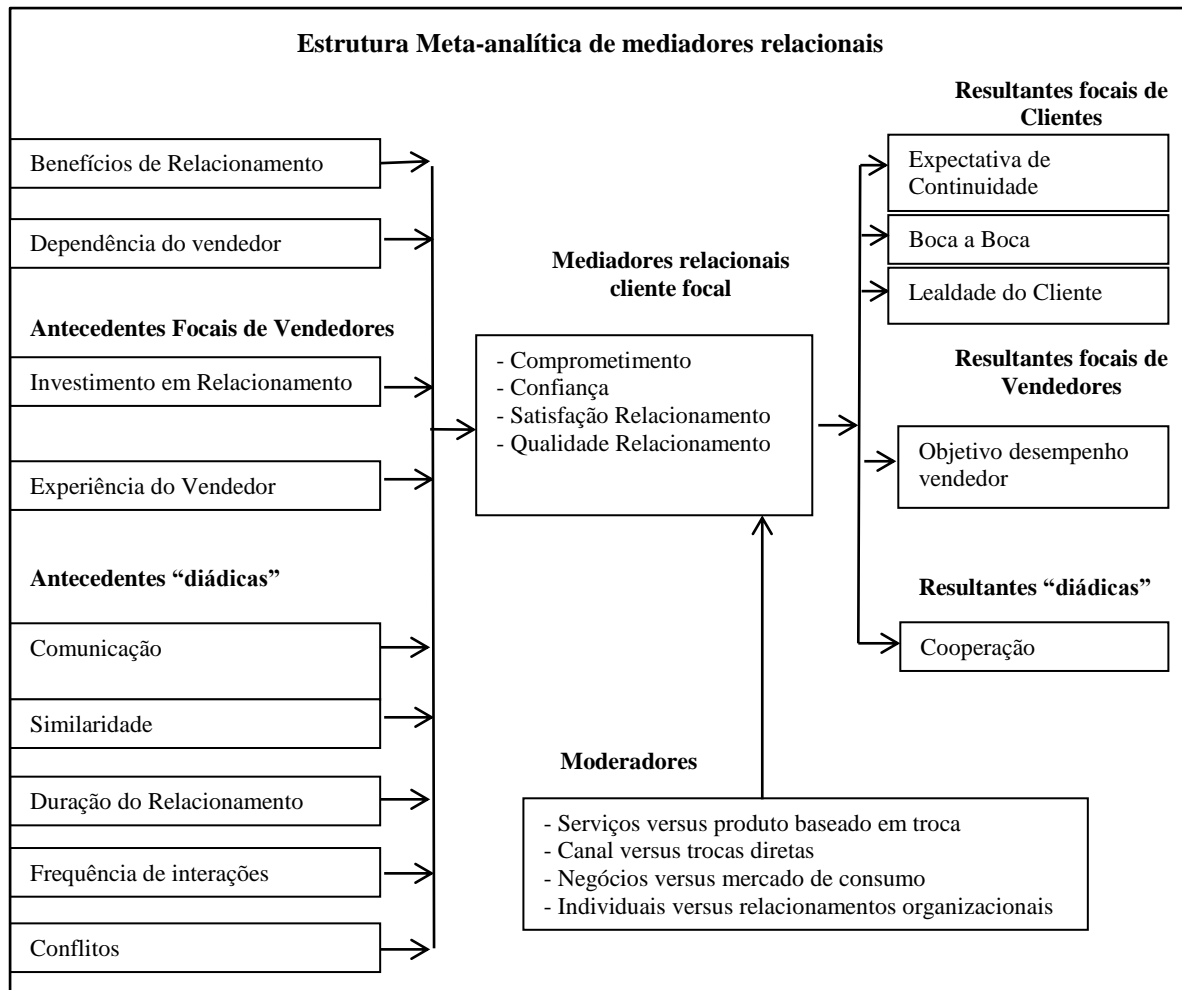 Estrutura Meta-analítica de mediadores relacionais
Benefícios de Relacionamento
Dependência do vendedor
Antecedentes Focais de Vendedores
Investimento em Relacionamento
Experiência do Vendedor
Antecedentes “diádicas”
Comunicação
Similaridade
Duração do Relacionamento
Frequência de interações
Conflitos
Mediadores relacionais
cliente focal
- Comprometimento
- Confiança
- Satisfação Relacionamento
- Qualidade Relacionamento
Moderadores
- Serviços versus produto baseado em troca
- Canal versus trocas diretas
- Negócios versus mercado de consumo
- Individuais versus relacionamentos organizacionais
Resultantes focais de
Clientes
Expectativa de
Continuidade
Boca a Boca
Lealdade do Cliente
Resultantes focais de
Vendedores
Objetivo desempenho
vendedor
Resultantes “diádicas”
Cooperação